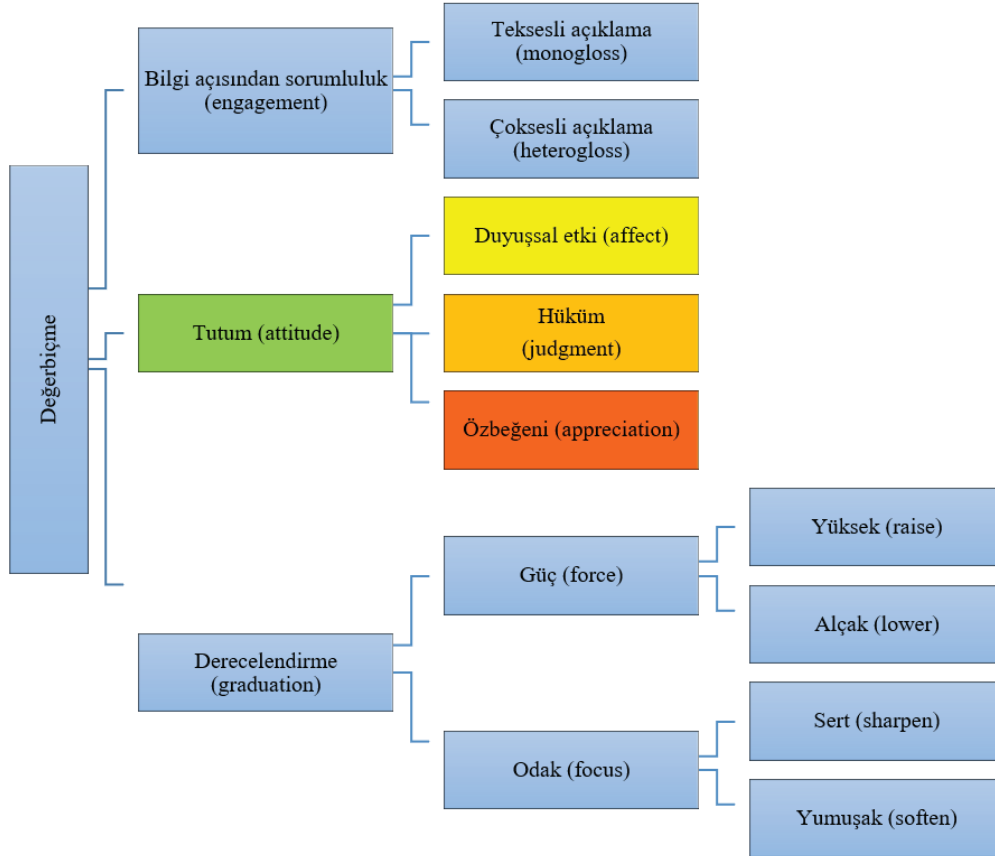 Değerbiçme
Bilgi açısından sorumluluk
(engagement)
Teksesli açıklama
(monogloss)
Çoksesli açıklama
(heterogloss)
Tutum (attitude)
Duyuşsal etki (affect)
Hüküm
(judgment)
Özbeğeni (appreciation)
Derecelendirme
(graduation)
Güç (force)
Yüksek (raise)
Alçak (lower)
Odak (focus)
Sert (sharpen)
Yumuşak (soften)